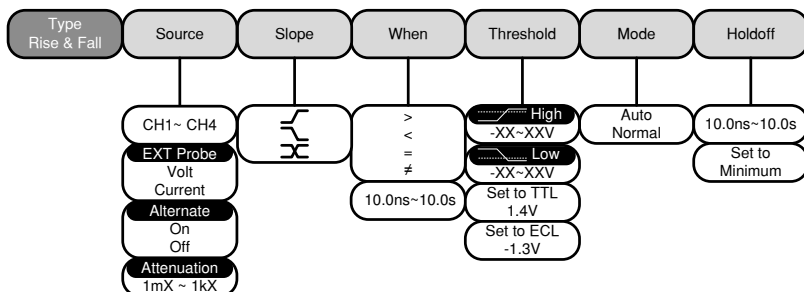 Type
Rise & Fall
Source
Slope
When
Threshold
Mode
Holdoff
CH1~ CH4
EXT Probe
Volt
Current
Alternate
On
Off
Attenuation
1mX ~ 1kX
>
<
=
≠
10.0ns~10.0s
High
-XX~XXV
Low
-XX~XXV
Set to TTL
1.4V
Set to ECL
-1.3V
Auto
Normal
10.0ns~10.0s
Set to
Minimum